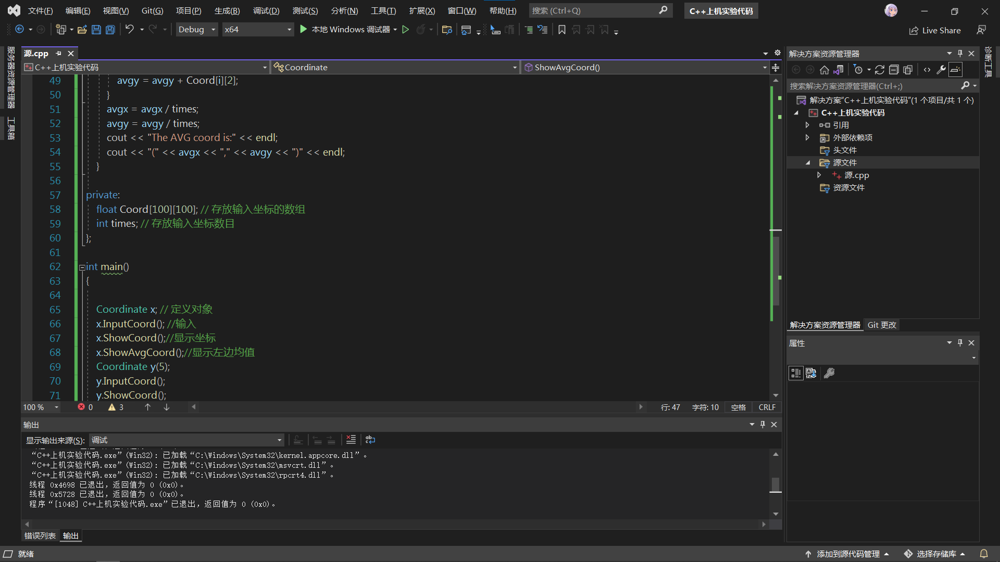 文件(F) 编辑(E) 视图(V) Git(G) 项目(P) 生成(B) 调试(D) 测试(S) 分析(N) 工具(T) 扩展(X) 窗口(W) 帮助(H) 搜索 (Ctrl+Q) C++上机实验代码
Debug x64 本地 Windows 调试器 Live Share
服务器资源管理器
工具箱
源.cpp
C++上机实验代码 Coordinate ShowAvgCoord()
49 avgy = avgy + Coord[i][2];
50 }
51 avgx = avgx / times;
52 avgy = avgy / times;
53 cout << "The AVG coord is:" << endl;
54 cout << "(" << avgx << "," << avgy << ")" << endl;
55 }
56
57 private:
58 float Coord[100][100]; // 存放输入坐标的数组
59 int times; // 存放输入坐标数目
60 };
61
62 int main()
63 {
64
65 Coordinate x; // 定义对象
66 x.InputCoord(); //输入
67 x.ShowCoord();//显示坐标
68 x.ShowAvgCoord();//显示左边均值
69 Coordinate y(5);
70 y.InputCoord();
71 y.ShowCoord();
100 % 0 3 行: 47 字符: 10 空格 CRLF
输出
显示输出来源(S): 调试
“C++上机实验代码.exe”(Win32): 已加载“C:\Windows\System32\kernel.appcore.dll”。
“C++上机实验代码.exe”(Win32): 已加载“C:\Windows\System32\msvcrt.dll”。
“C++上机实验代码.exe”(Win32): 已加载“C:\Windows\System32\rpcrt4.dll”。
线程 0x4698 已退出，返回值为 0 (0x0)。
线程 0x5728 已退出，返回值为 0 (0x0)。
程序“[1048] C++上机实验代码.exe”已退出，返回值为 0 (0x0)。
错误列表 输出
解决方案资源管理器
搜索解决方案资源管理器(Ctrl+;)
解决方案“C++上机实验代码”(1 个项目/共 1 个)
C++上机实验代码
引用
外部依赖项
头文件
源文件
源.cpp
资源文件
解决方案资源管理器 Git 更改
属性
诊断工具
就绪 添加到源代码管理 选择存储库